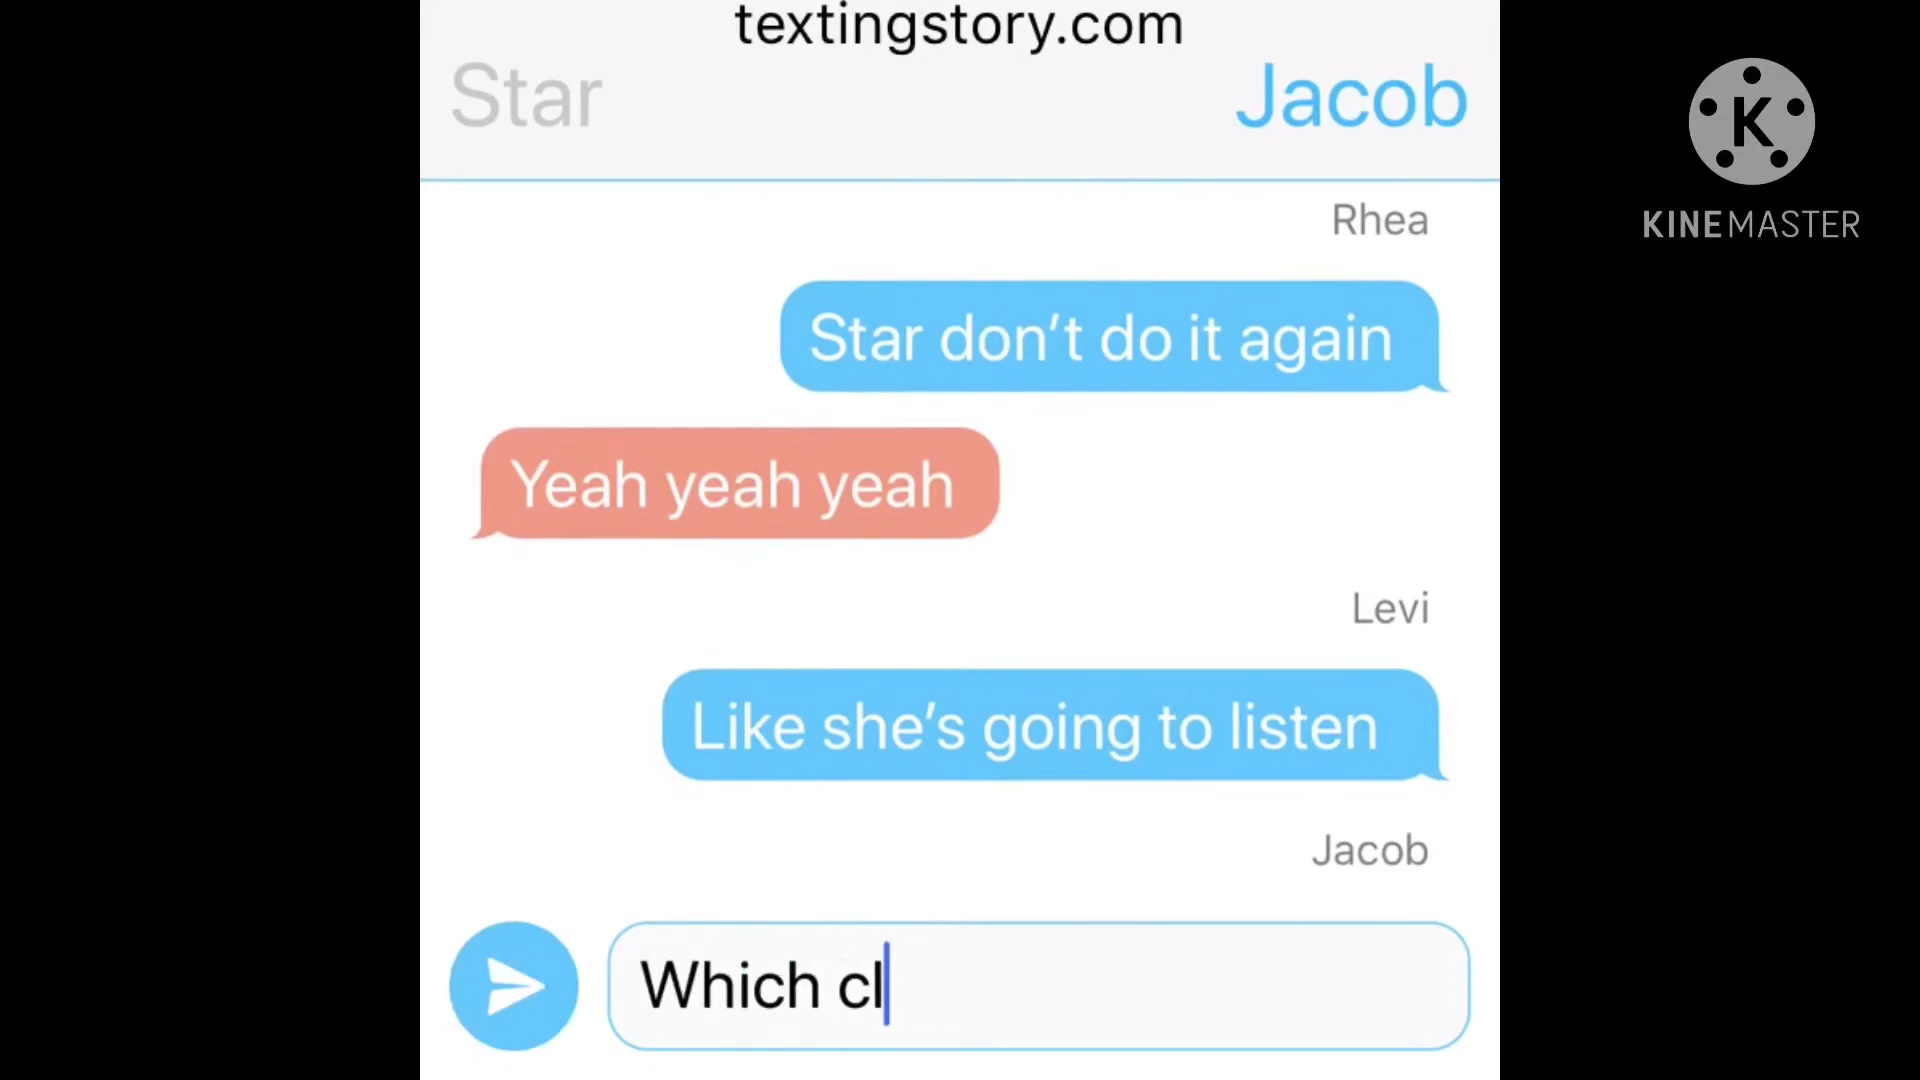 textingstory.com
Star
Jacob
K
KINEMASTER
Rhea
Star don’t do it again
Yeah yeah yeah
Levi
Like she’s going to listen
Jacob
Which cl